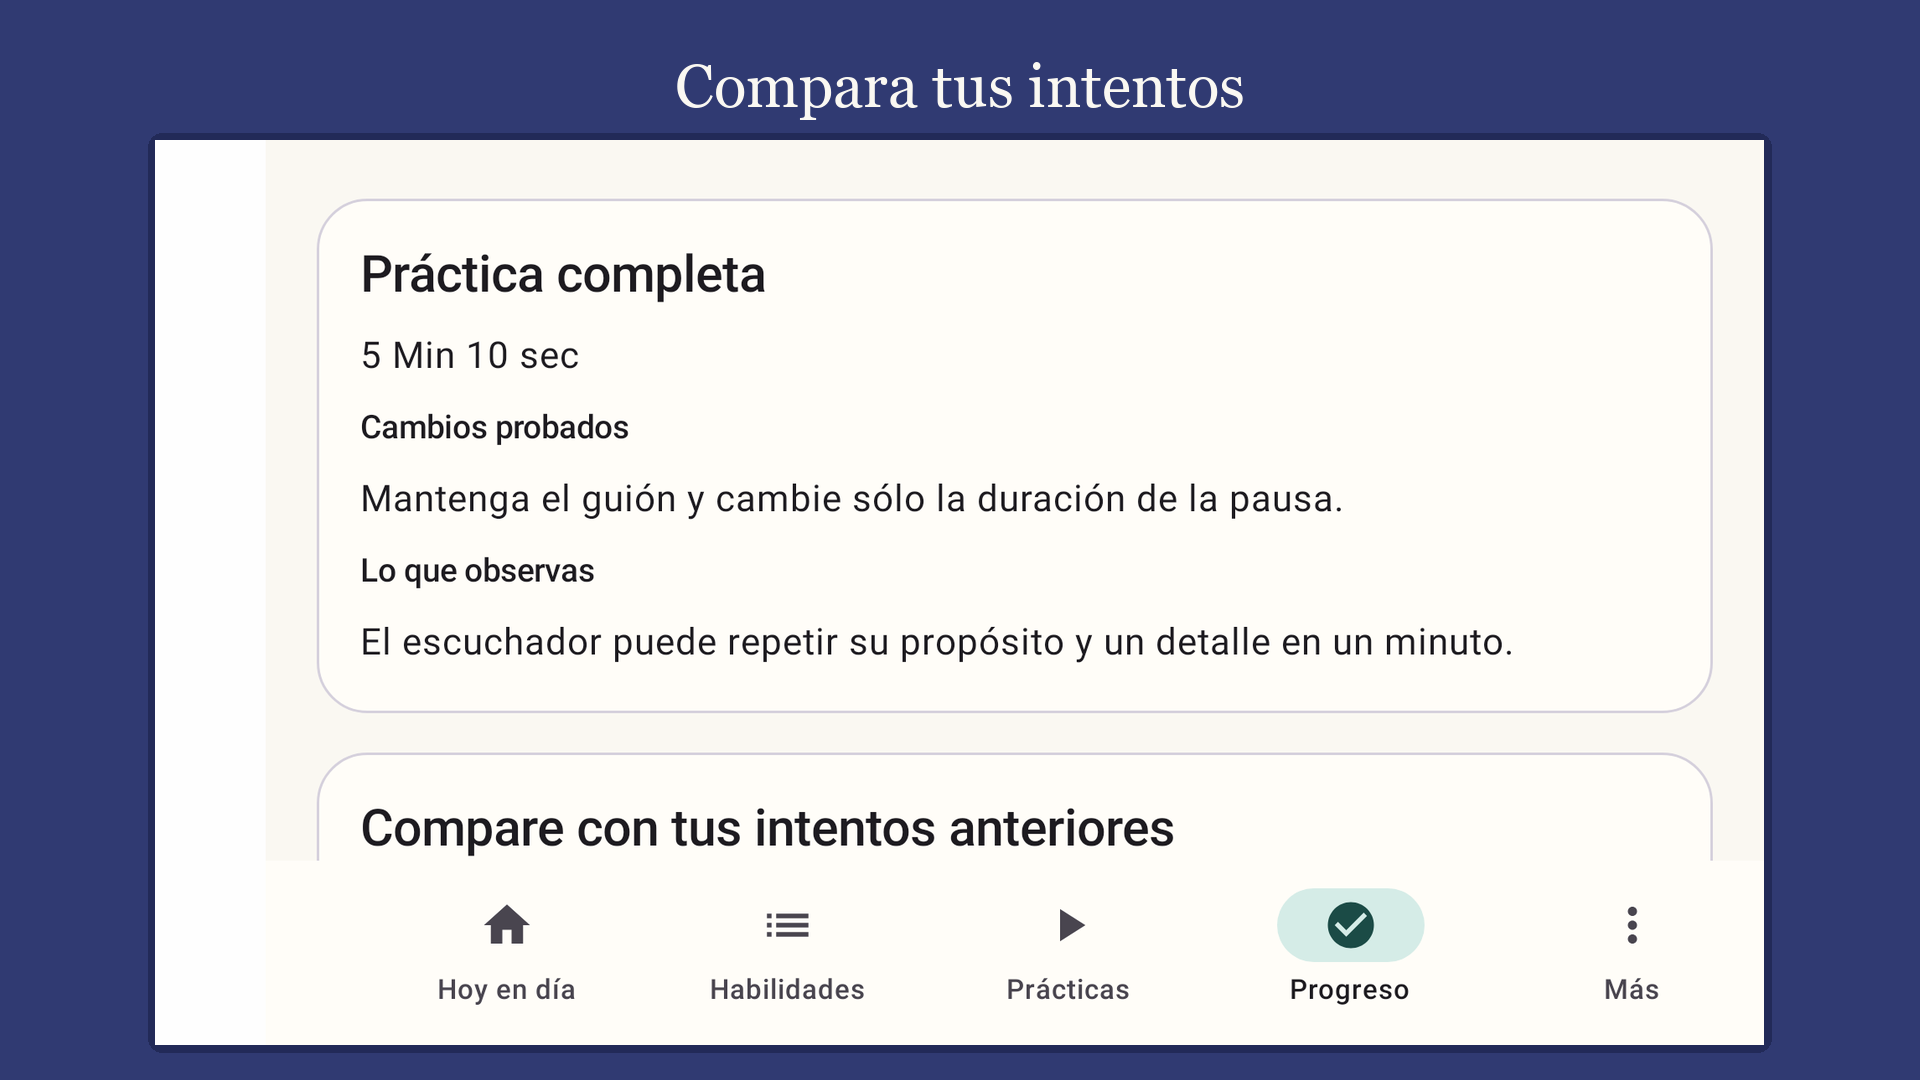 Compara tus intentos
Práctica completa
5 Min 10 sec
Cambios probados
Mantenga el guión y cambie sólo la duración de la pausa.
Lo que observas
El escuchador puede repetir su propósito y un detalle en un minuto.
Compare con tus intentos anteriores
Hoy en día
Habilidades
Prácticas
Progreso
Más